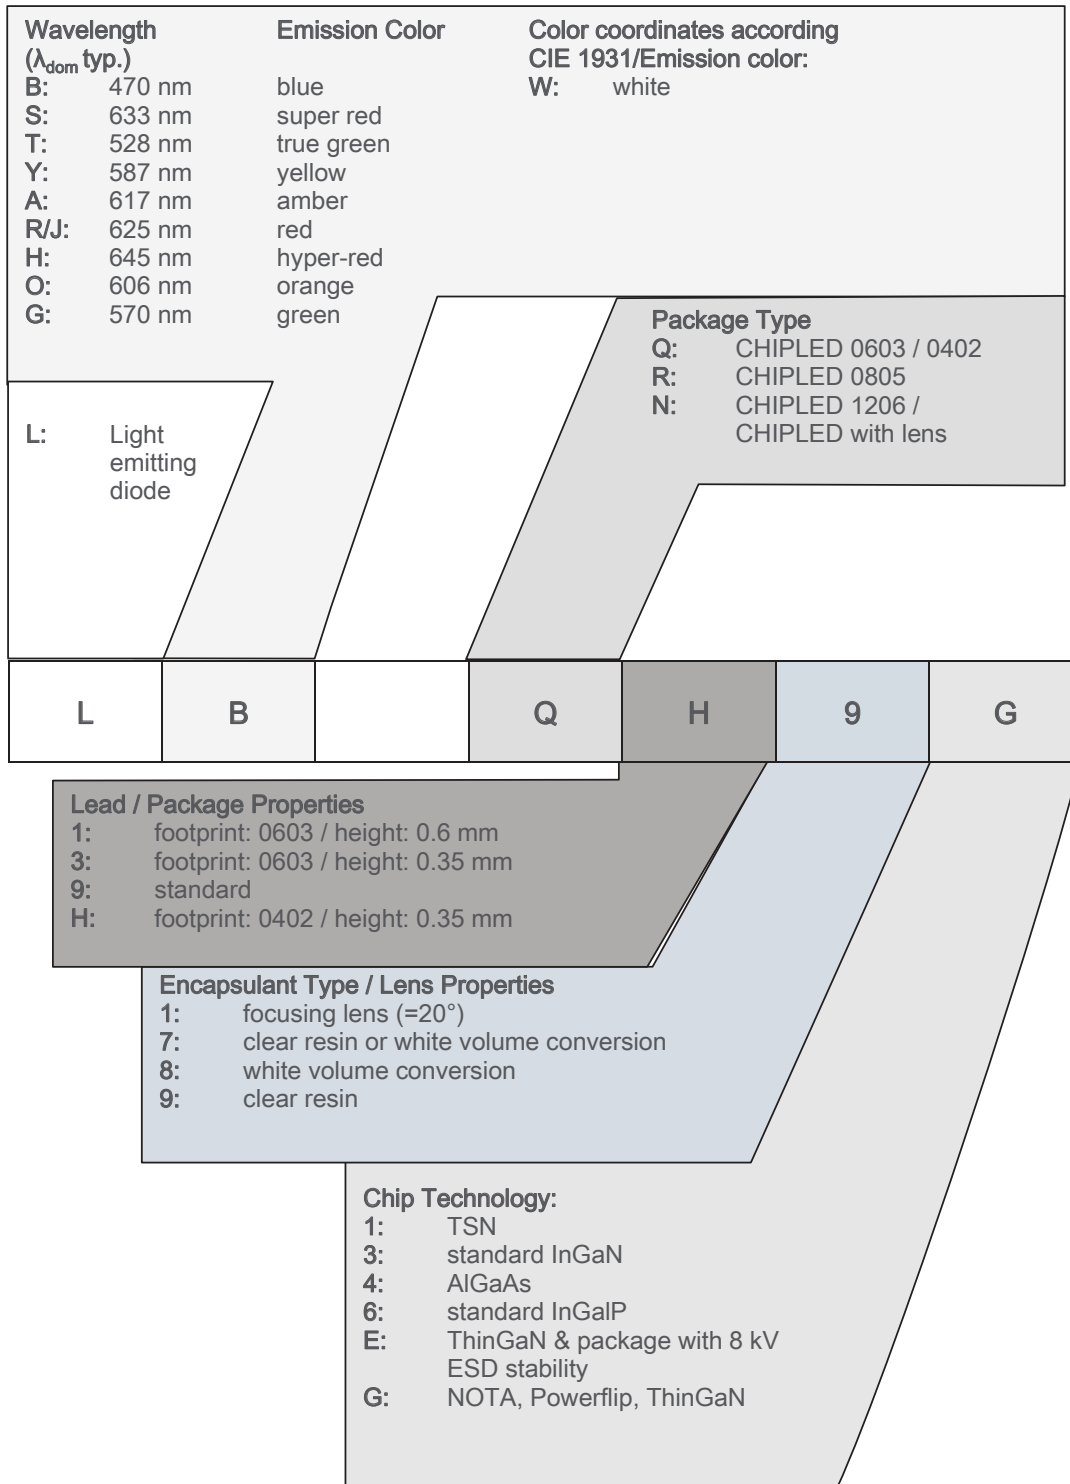 Wavelength Emission Color Color coordinates according
(λdom typ.) CIE 1931/Emission color:
B: 470 nm blue W: white
S: 633 nm super red
T: 528 nm true green
Y: 587 nm yellow
A: 617 nm amber
R/J: 625 nm red
H: 645 nm hyper-red
O: 606 nm orange
G: 570 nm green
Package Type
Q: CHIPLED 0603 / 0402
R: CHIPLED 0805
N: CHIPLED 1206 /
CHIPLED with lens
L: Light
emitting
diode
L B Q H 9 G
Lead / Package Properties
1: footprint: 0603 / height: 0.6 mm
3: footprint: 0603 / height: 0.35 mm
9: standard
H: footprint: 0402 / height: 0.35 mm
Encapsulant Type / Lens Properties
1: focusing lens (=20°)
7: clear resin or white volume conversion
8: white volume conversion
9: clear resin
Chip Technology:
1: TSN
3: standard InGaN
4: AlGaAs
6: standard InGalP
E: ThinGaN & package with 8 kV
ESD stability
G: NOTA, Powerflip, ThinGaN